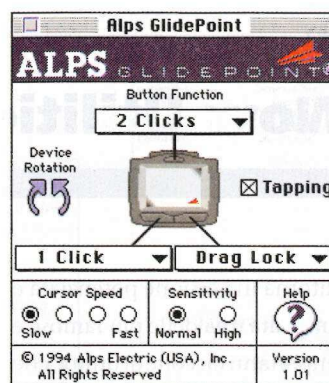 Alps GlidePoint
ALPS GLIDEPOINT®
Button Function
2 Clicks
Device
Rotation
Tapping
1 Click
Drag Lock
Cursor Speed
Slow
Fast
Sensitivity
Normal
High
Help
?
© 1994 Alps Electric (USA), Inc.
All Rights Reserved
Version
1.01